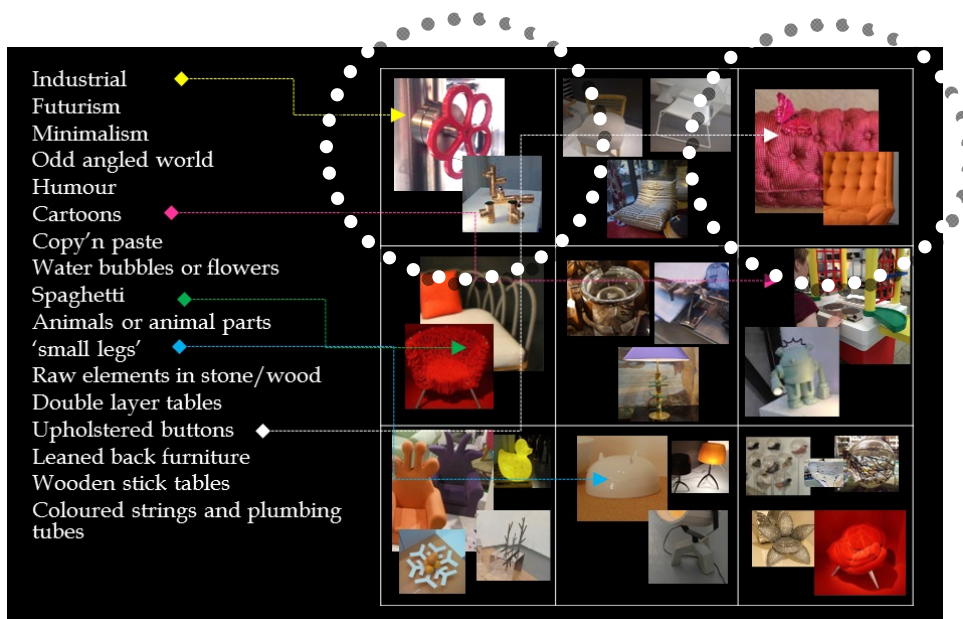 Industrial
Futurism
Minimalism
Odd angled world
Humour
Cartoons
Copy’n paste
Water bubbles or flowers
Spaghetti
Animals or animal parts
‘small legs’
Raw elements in stone/wood
Double layer tables
Upholstered buttons
Leaned back furniture
Wooden stick tables
Coloured strings and plumbing
tubes